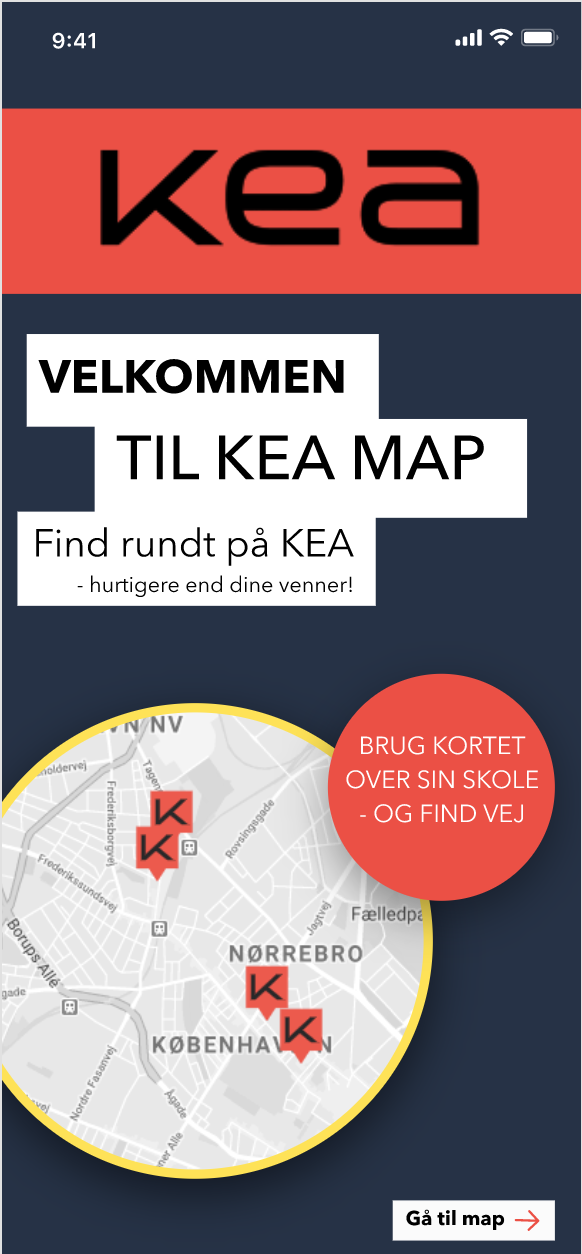 9:41
kea
VELKOMMEN
TIL KEA MAP
Find rundt på KEA
- hurtigere end dine venner!
BRUG KORTET
OVER SIN SKOLE
- OG FIND VEJ
VN NV
holdervej
Tagens
Frederiksborgvej
K
K
Rovsingsgade
Frederikssundsvej
Jagtvej
Fælledpa
Borups Allé
NØRREBRO
K
gade
K
KØBENHAVN
Nordre Fasanvej
Ågade
Gå til map →